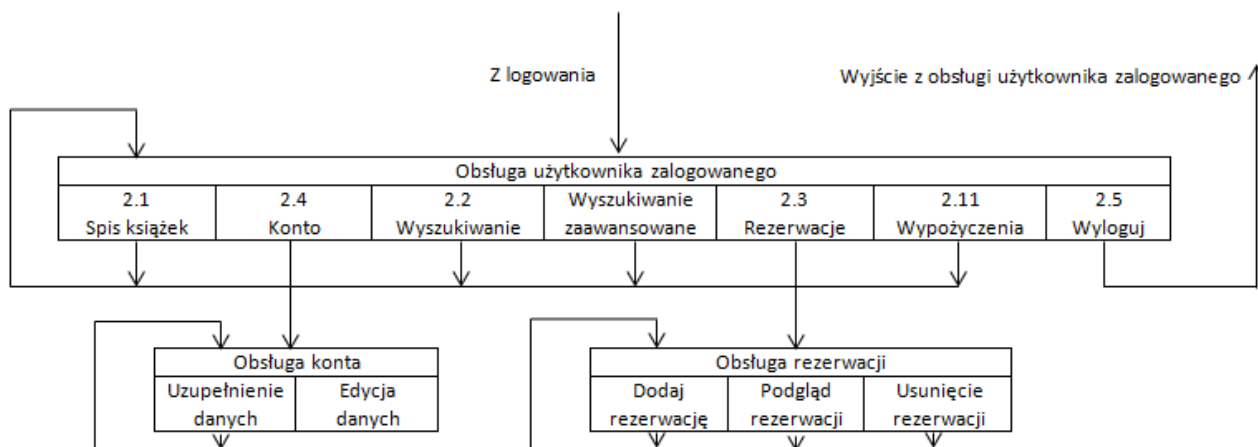 Z logowania
Wyjście z obsługi użytkownika zalogowanego
Obsługa użytkownika zalogowanego
2.1
Spis książek
2.4
Konto
2.2
Wyszukiwanie
Wyszukiwanie
zaawansowane
2.3
Rezerwacje
2.11
Wypożyczenia
2.5
Wyloguj
Obsługa konta
Uzupełnienie
danych
Edycja
danych
Obsługa rezerwacji
Dodaj
rezerwację
Podgląd
rezerwacji
Usunięcie
rezerwacji